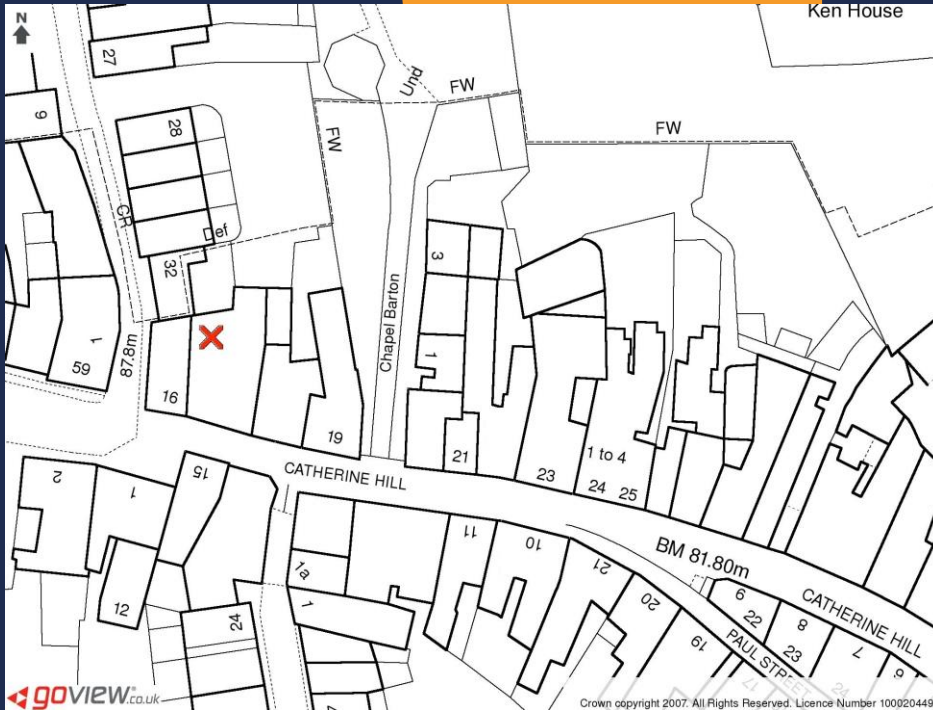 Ken House
N
27
Und
FW
FW
FW
9
28
CR
Def
32
3
Chapel Barton
1
87.8m
1
59
16
19
21
23
1 to 4
24
25
CATHERINE HILL
2
1
15
12
24
1a
1
11
10
21
20
19
BM 81.80m
9
22
8
23
7
CATHERINE HILL
PAUL STREET
17
24
goview.co.uk
Crown copyright 2007. All Rights Reserved. Licence Number 100020449